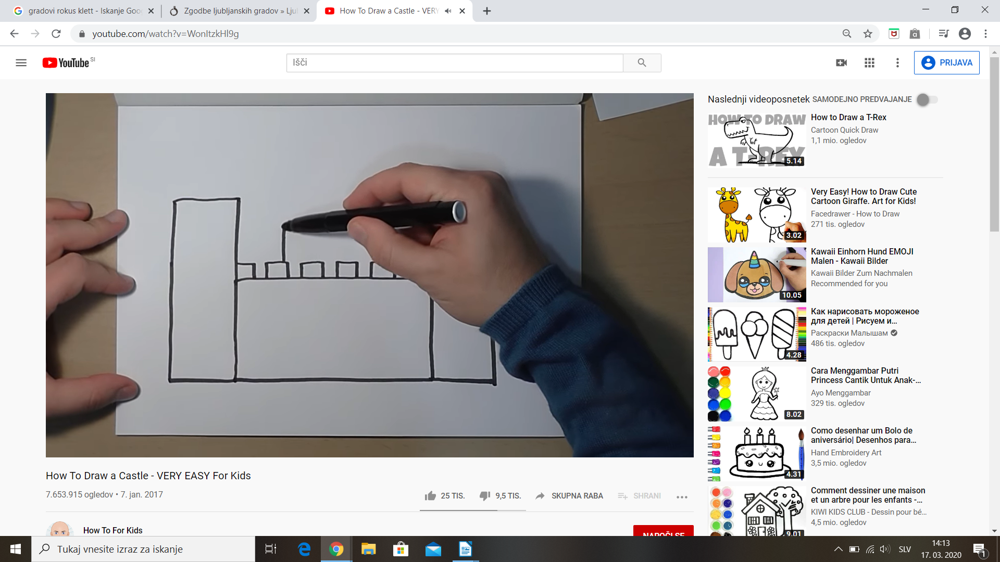 gradovi rokus klett - Iskanje Goo
Zgodbe ljubljanskih gradov » Lju
How To Draw a Castle - VERY
youtube.com/watch?v=WonItzkHl9g
YouTube SI
Išči
PRIJAVA
Naslednji videoposnetek SAMODEJNO PREDVAJANJE
HOW TO DRAW
A T-REX
5.14
How to Draw a T-Rex
Cartoon Quick Draw
1,1 mio. ogledov
3.02
Very Easy! How to Draw Cute
Cartoon Giraffe. Art for Kids!
Facedrawer - How to Draw
271 tis. ogledov
10.05
Kawaii Einhorn Hund EMOJI
Malen - Kawaii Bilder
Kawaii Bilder Zum Nachmalen
Recommended for you
4.28
Как нарисовать мороженое
для детей | Рисуем и...
Раскраски Малышам
486 tis. ogledov
8.02
Cara Menggambar Putri
Princess Cantik Untuk Anak-...
Ayo Menggambar
329 tis. ogledov
4.31
Como desenhar um Bolo de
aniversário| Desenhos para...
Hand Embroidery Art
3,5 mio. ogledov
9.01
Comment dessiner une maison
et un arbre pour les enfants -...
KIWI KIDS CLUB - Dessin pour bé...
4,5 mio. ogledov
How To Draw a Castle - VERY EASY For Kids
7.653.915 ogledov • 7. jan. 2017
25 TIS. 9,5 TIS. SKUPNA RABA SHRANI
How To For Kids
NAROČI SE
Tukaj vnesite izraz za iskanje
SLV
14:13
17. 03. 2020
1